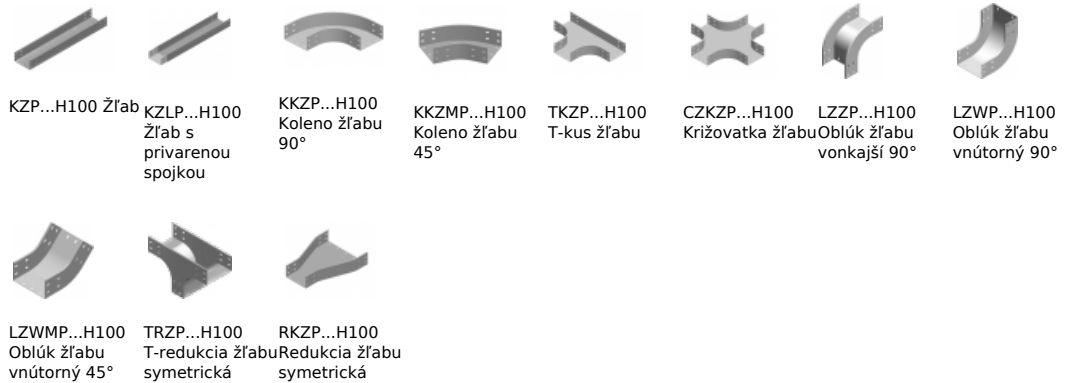 KZP...H100 Žľab
KZLP...H100
Žľab s
privarenou
spojkou
KKZP...H100
Koleno žľabu
90°
KKZMP...H100
Koleno žľabu
45°
TKZP...H100
T-kus žľabu
CZKZP...H100
Križovatka žľabu
LZZP...H100
Oblúk žľabu
vonkajší 90°
LZWP...H100
Oblúk žľabu
vnútorný 90°
LZWMP...H100
Oblúk žľabu
vnútorný 45°
TRZP...H100
T-redukcia žľabu
symetrická
RKZP...H100
Redukcia žľabu
symetrická